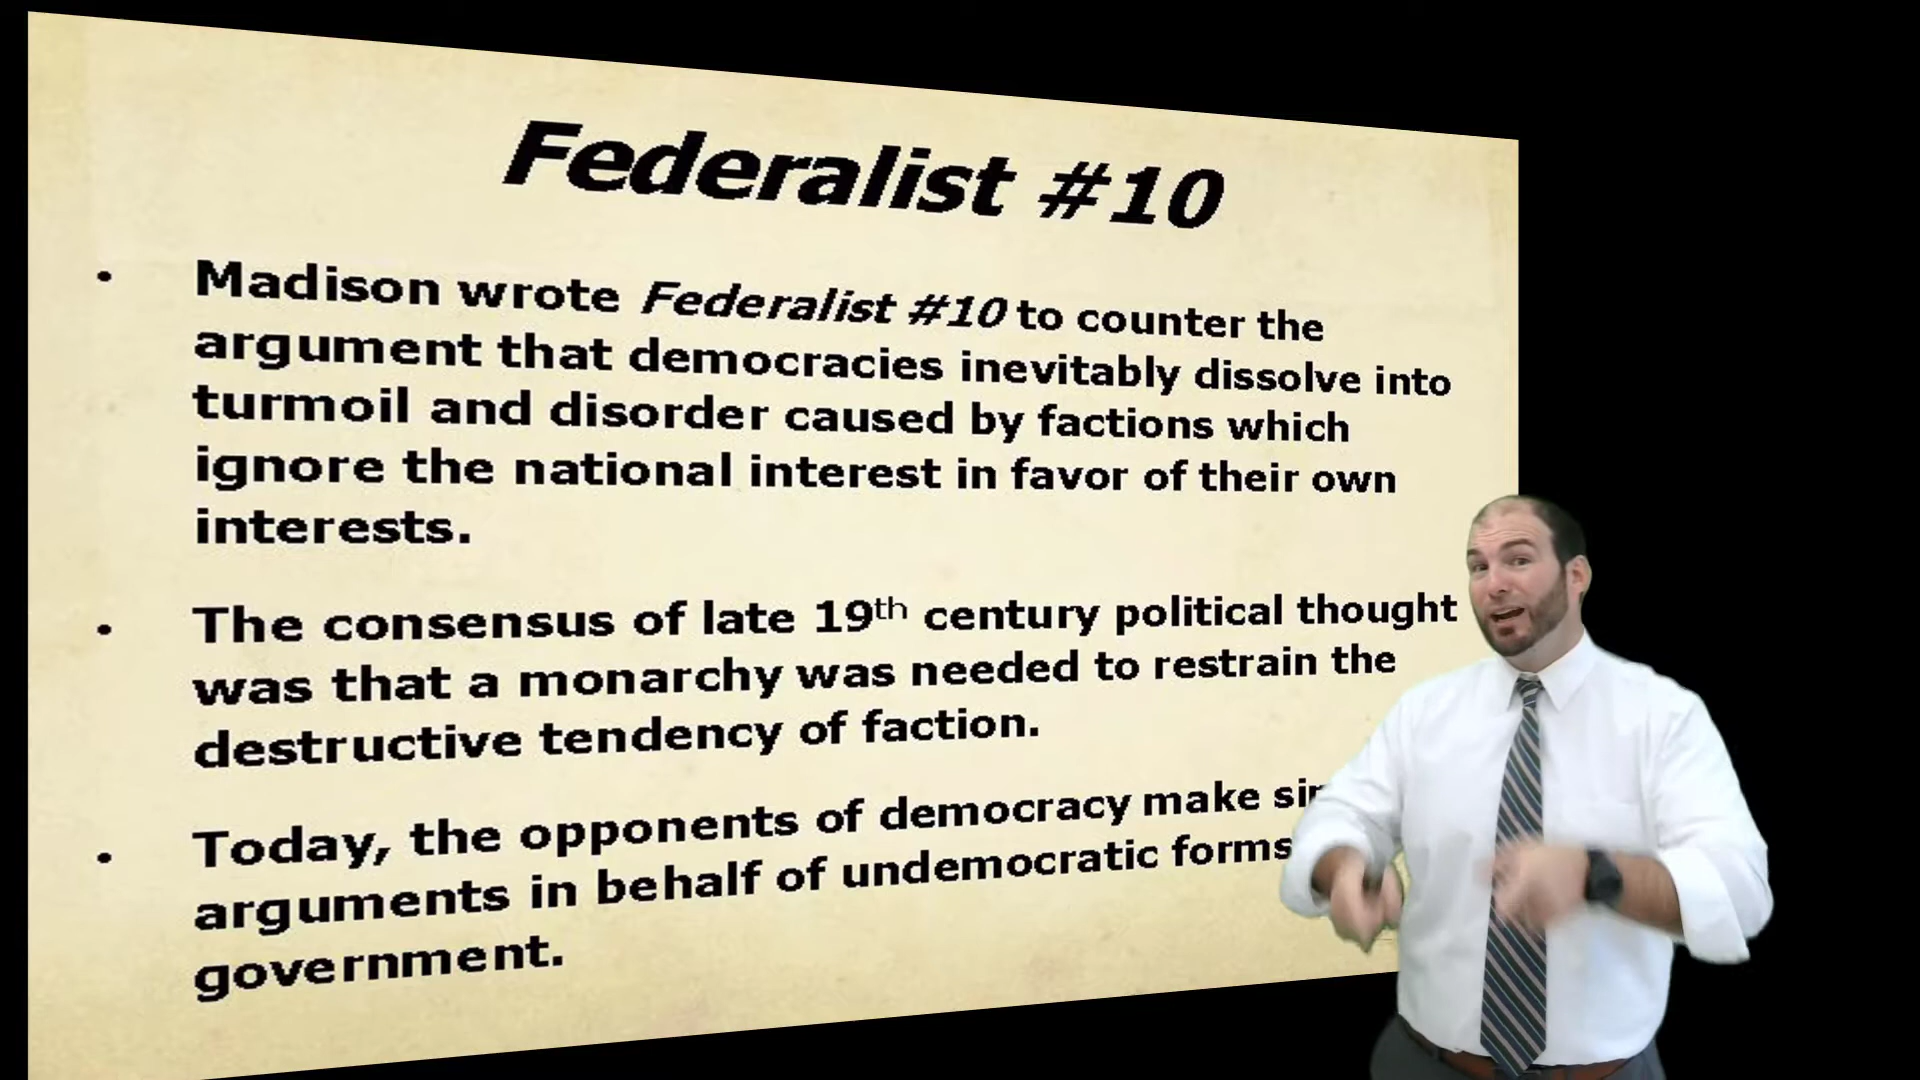 Federalist #10
• Madison wrote Federalist #10 to counter the
argument that democracies inevitably dissolve into
turmoil and disorder caused by factions which
ignore the national interest in favor of their own
interests.
• The consensus of late 19th century political thought
was that a monarchy was needed to restrain the
destructive tendency of faction.
• Today, the opponents of democracy make
arguments in behalf of undemocratic forms
government.